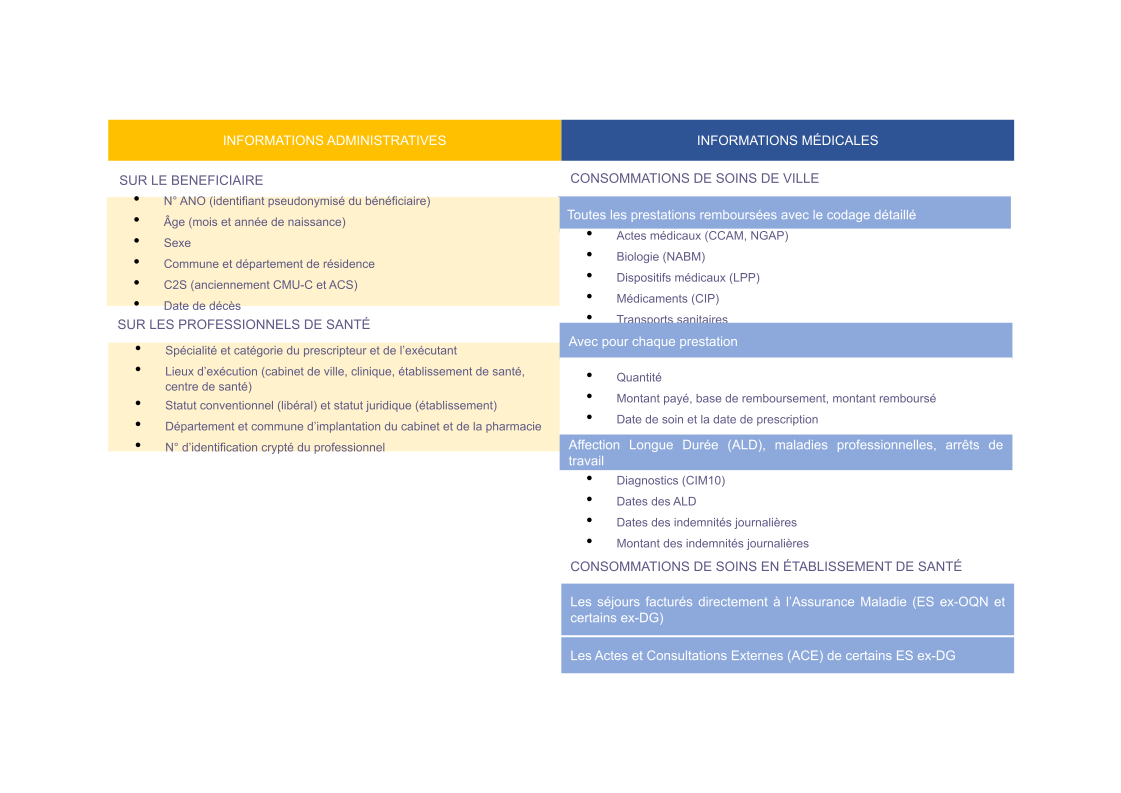 INFORMATIONS ADMINISTRATIVES
SUR LE BENEFICIAIRE
• N° ANO (identifiant pseudonymisé du bénéficiaire)
• Âge (mois et année de naissance)
• Sexe
• Commune et département de résidence
• C2S (anciennement CMU-C et ACS)
• Date de décès
SUR LES PROFESSIONNELS DE SANTÉ
• Spécialité et catégorie du prescripteur et de l’exécutant
• Lieux d’exécution (cabinet de ville, clinique, établissement de santé,
centre de santé)
• Statut conventionnel (libéral) et statut juridique (établissement)
• Département et commune d’implantation du cabinet et de la pharmacie
• N° d’identification crypté du professionnel
INFORMATIONS MÉDICALES
CONSOMMATIONS DE SOINS DE VILLE
Toutes les prestations remboursées avec le codage détaillé
• Actes médicaux (CCAM, NGAP)
• Biologie (NABM)
• Dispositifs médicaux (LPP)
• Médicaments (CIP)
• Transports sanitaires
Avec pour chaque prestation
• Quantité
• Montant payé, base de remboursement, montant remboursé
• Date de soin et la date de prescription
Affection Longue Durée (ALD), maladies professionnelles, arrêts de
travail
• Diagnostics (CIM10)
• Dates des ALD
• Dates des indemnités journalières
• Montant des indemnités journalières
CONSOMMATIONS DE SOINS EN ÉTABLISSEMENT DE SANTÉ
Les séjours facturés directement à l’Assurance Maladie (ES ex-OQN et
certains ex-DG)
Les Actes et Consultations Externes (ACE) de certains ES ex-DG